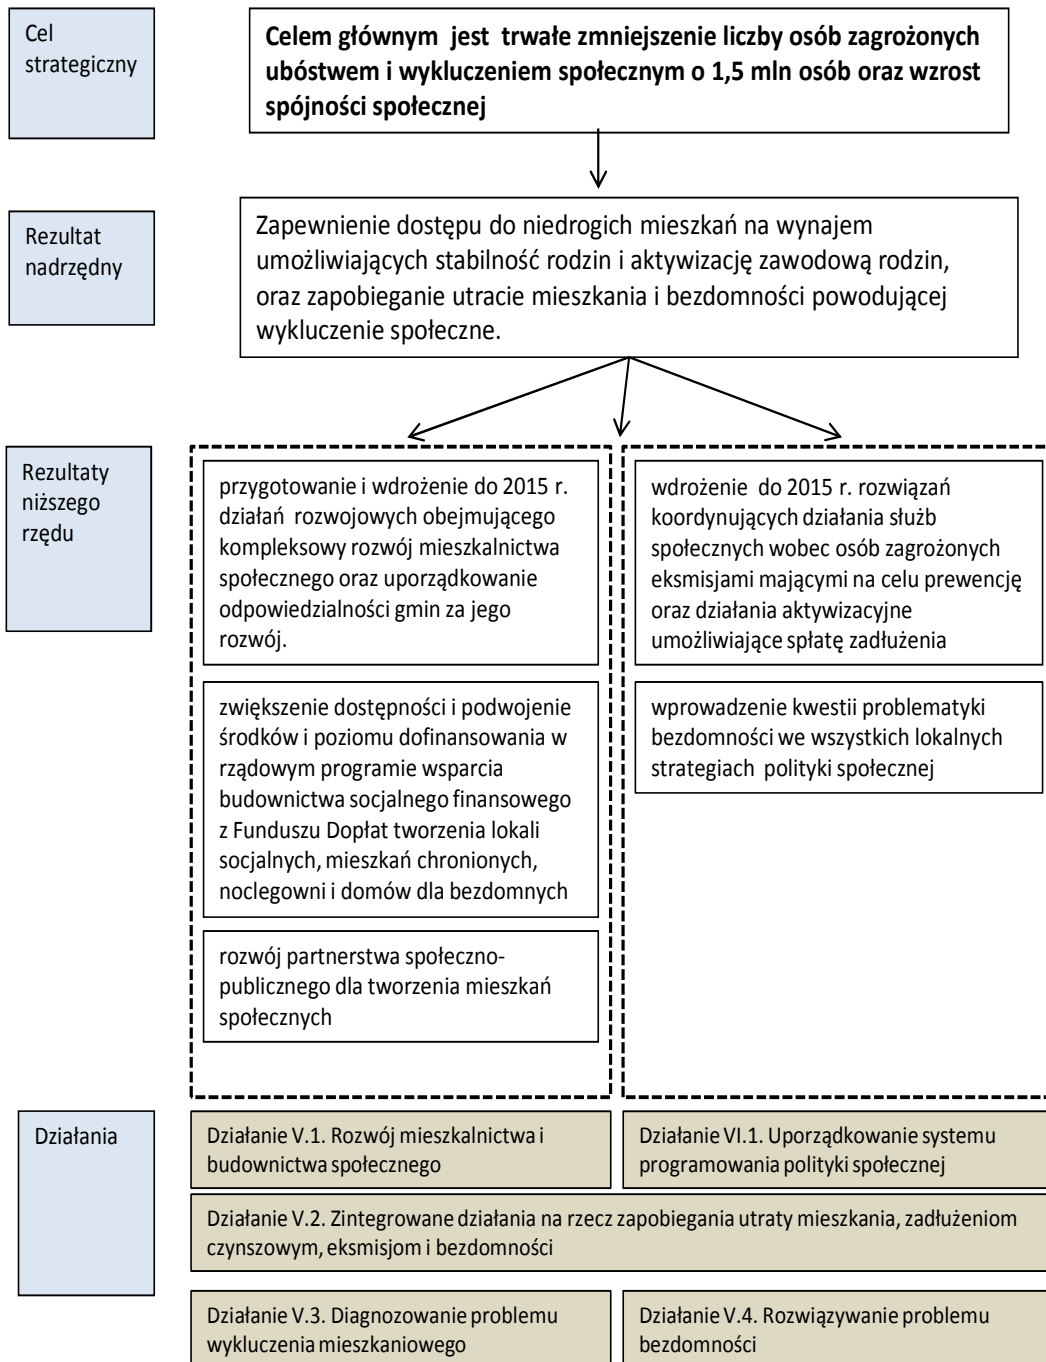 Cel
strategiczny
Celem głównym jest trwałe zmniejszenie liczby osób zagrożonych
ubóstwem i wykluczeniem społecznym o 1,5 mln osób oraz wzrost
spójności społecznej
Rezultat
nadrzędny
Zapewnienie dostępu do niedrogich mieszkań na wynajem
umożliwiających stabilność rodzin i aktywizację zawodową rodzin,
oraz zapobieganie utracie mieszkania i bezdomności powodującej
wykluczenie społeczne.
Rezultaty
niższego
rzędu
przygotowanie i wdrożenie do 2015 r.
działań rozwojowych obejmującego
kompleksowy rozwój mieszkalnictwa
społecznego oraz uporządkowanie
odpowiedzialności gmin za jego
rozwój.
zwiększenie dostępności i podwojenie
środków i poziomu dofinansowania w
rządowym programie wsparcia
budownictwa socjalnego finansowego
z Funduszu Dopłat tworzenia lokali
socjalnych, mieszkań chronionych,
noclegowni i domów dla bezdomnych
rozwój partnerstwa społeczno-
publicznego dla tworzenia mieszkań
społecznych
wdrożenie do 2015 r. rozwiązań
koordynujących działania służb
społecznych wobec osób zagrożonych
eksmisjami mającymi na celu prewencję
oraz działania aktywizacyjne
umożliwiające spłatę zadłużenia
wprowadzenie kwestii problematyki
bezdomności we wszystkich lokalnych
strategiach polityki społecznej
Działania
Działanie V.1. Rozwój mieszkalnictwa i
budownictwa społecznego
Działanie VI.1. Uporządkowanie systemu
programowania polityki społecznej
Działanie V.2. Zintegrowane działania na rzecz zapobiegania utraty mieszkania, zadłużeniom
czynszowym, eksmisjom i bezdomności
Działanie V.3. Diagnozowanie problemu
wykluczenia mieszkaniowego
Działanie V.4. Rozwiązywanie problemu
bezdomności